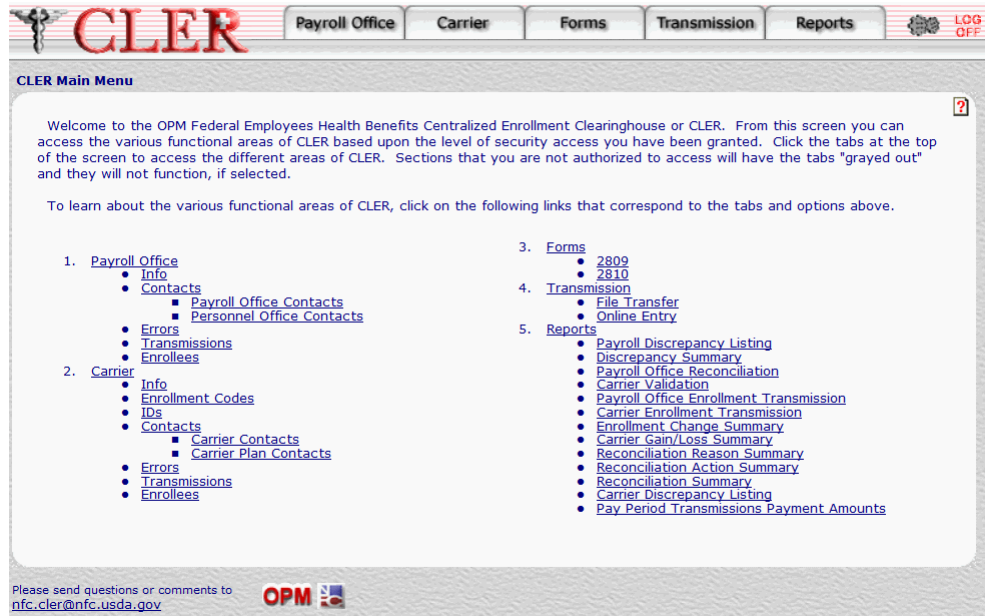 CLER
Payroll Office
Carrier
Forms
Transmission
Reports
LOG
OFF
CLER Main Menu
?
Welcome to the OPM Federal Employees Health Benefits Centralized Enrollment Clearinghouse or CLER. From this screen you can
access the various functional areas of CLER based upon the level of security access you have been granted. Click the tabs at the top
of the screen to access the different areas of CLER. Sections that you are not authorized to access will have the tabs "grayed out"
and they will not function, if selected.
To learn about the various functional areas of CLER, click on the following links that correspond to the tabs and options above.
1. Payroll Office
Info
Contacts
Payroll Office Contacts
Personnel Office Contacts
Errors
Transmissions
Enrollees
2. Carrier
Info
Enrollment Codes
IDs
Contacts
Carrier Contacts
Carrier Plan Contacts
Errors
Transmissions
Enrollees
3. Forms
2809
2810
4. Transmission
File Transfer
Online Entry
5. Reports
Payroll Discrepancy Listing
Discrepancy Summary
Payroll Office Reconciliation
Carrier Validation
Payroll Office Enrollment Transmission
Carrier Enrollment Transmission
Enrollment Change Summary
Carrier Gain/Loss Summary
Reconciliation Reason Summary
Reconciliation Action Summary
Reconciliation Summary
Carrier Discrepancy Listing
Pay Period Transmissions Payment Amounts
Please send questions or comments to
nfc.cler@nfc.usda.gov
OPM